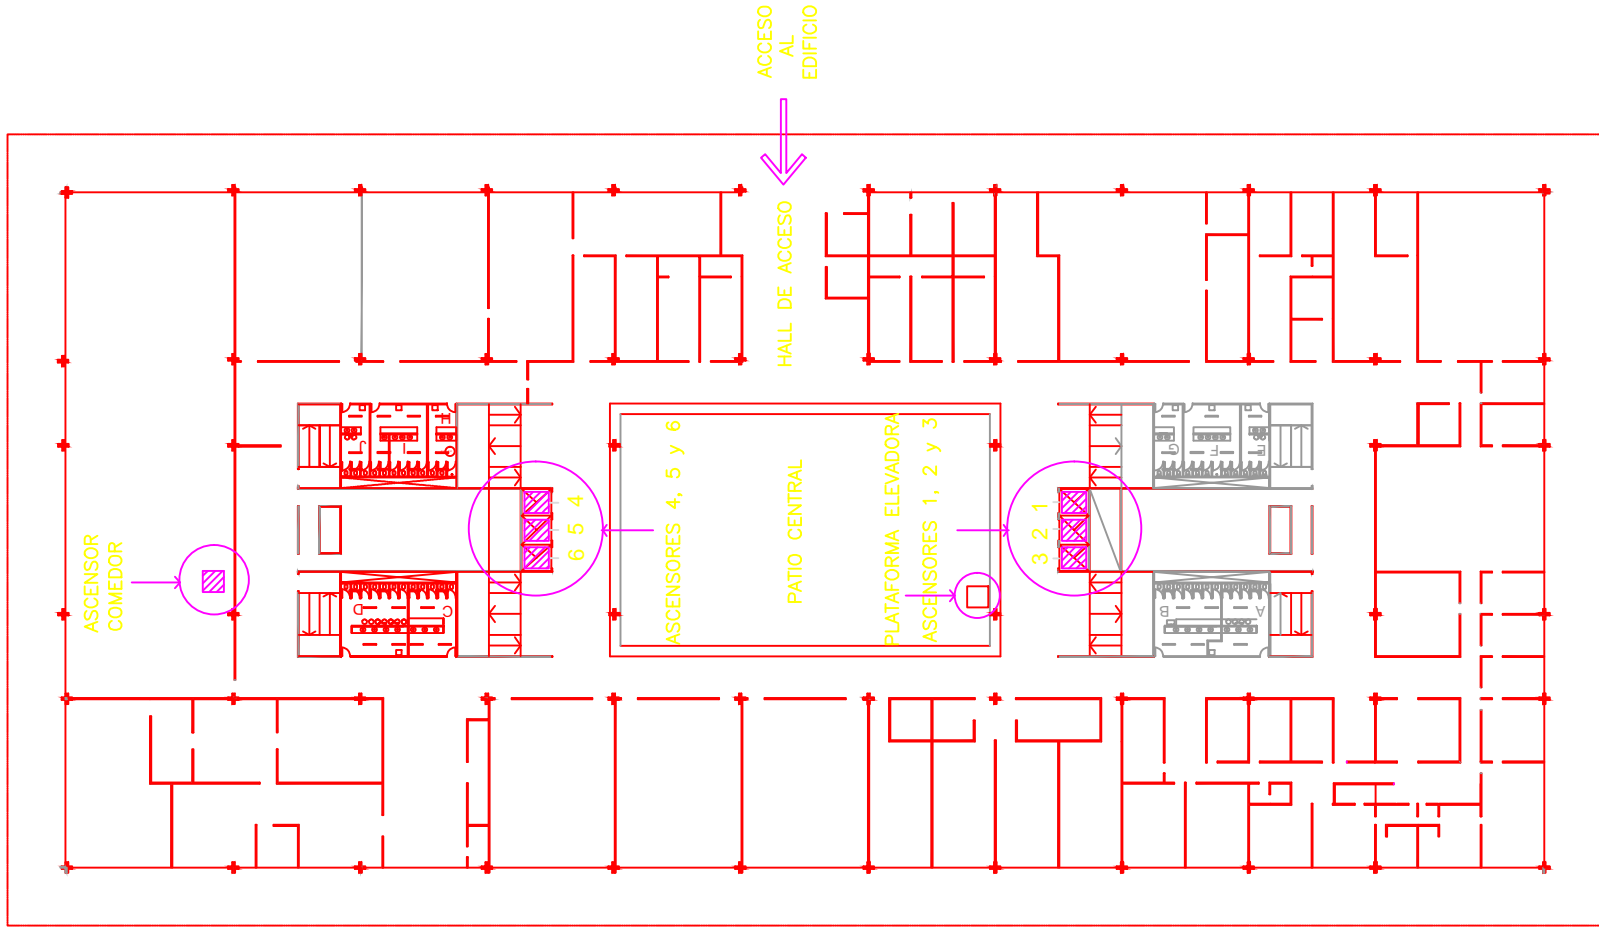 ACCESO
AL
EDIFICIO
HALL DE ACCESO
ASCENSOR
COMEDOR
ASCENSORES 4, 5 y 6
6 5 4
PATIO CENTRAL
PLATAFORMA ELEVADORA
ASCENSORES 1, 2 y 3
3 2 1
J
I
H
G
D
C
G
F
E
B
A